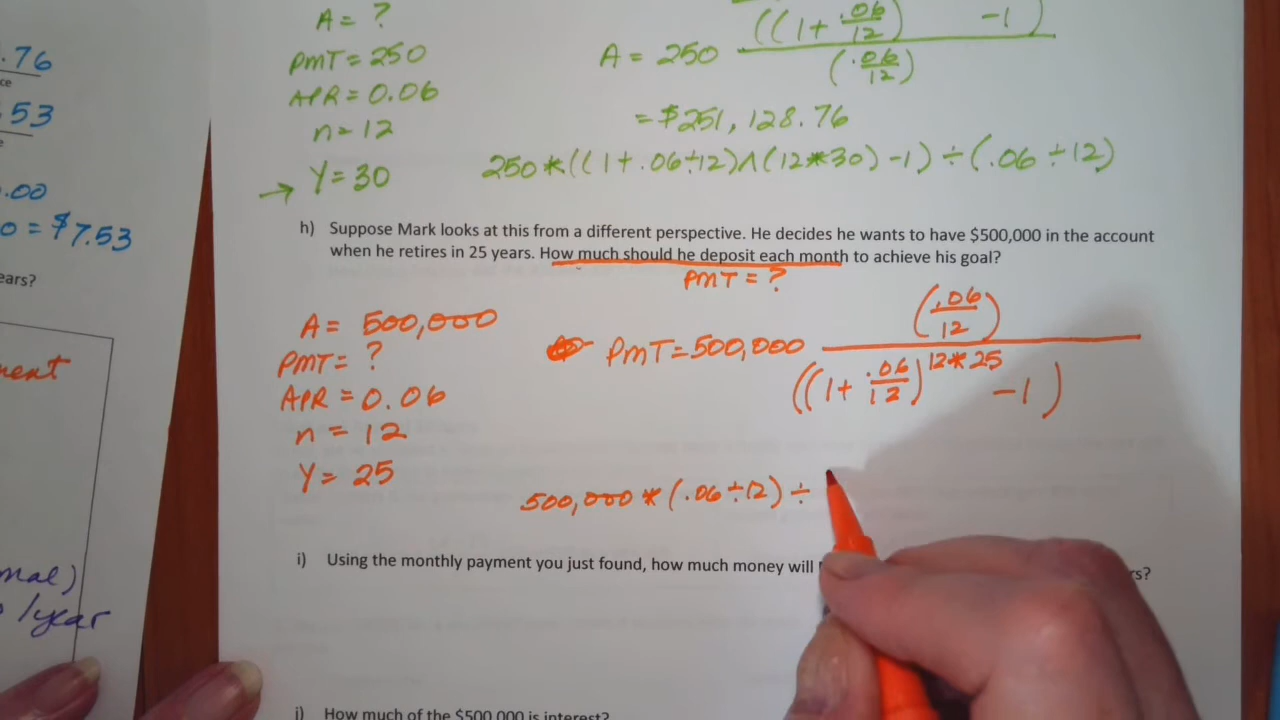 .76
ce
.53
e
.00
0 = $7.53
ears?
ment
mal)
/year
A = ?
PMT = 250
APR = 0.06
n = 12
→ Y = 30
A = 250 ((1 + .06/12) -1) / (.06/12)
= $251,128.76
250*((1+.06÷12)^(12*30)-1)÷(.06÷12)
h) Suppose Mark looks at this from a different perspective. He decides he wants to have $500,000 in the account
when he retires in 25 years. How much should he deposit each month to achieve his goal?
PMT = ?
A = 500,000
PMT = ?
APR = 0.06
n = 12
Y = 25
PMT = 500,000 (.06/12) / ((1 + .06/12)^12*25 -1)
500,000 * (.06÷12) ÷
i) Using the monthly payment you just found, how much money will rs?
j) How much of the $500,000 is interest?